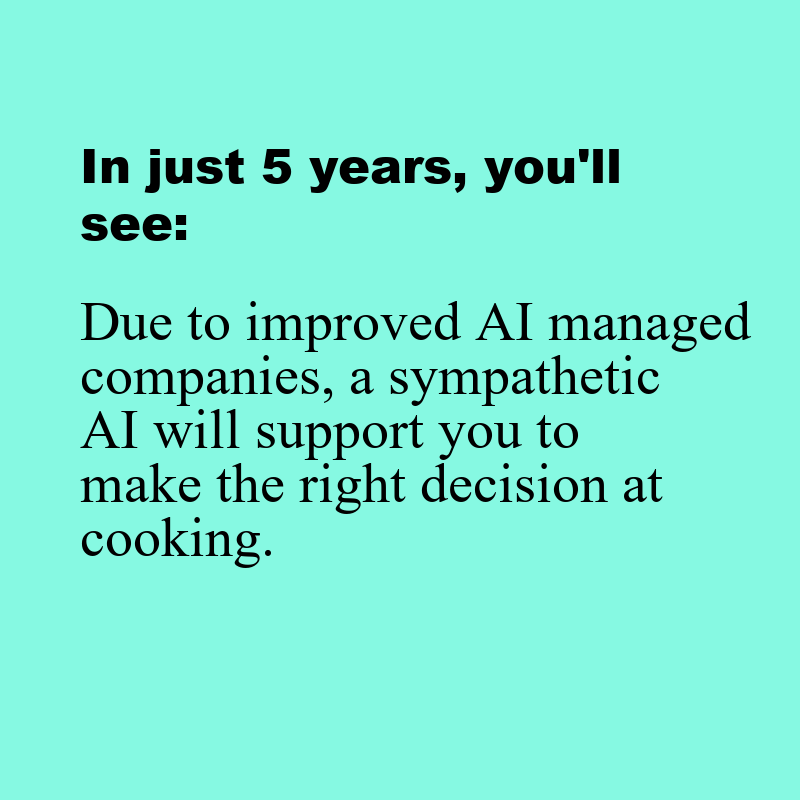 In just 5 years, you'll
see:
Due to improved AI managed
companies, a sympathetic
AI will support you to
make the right decision at
cooking.